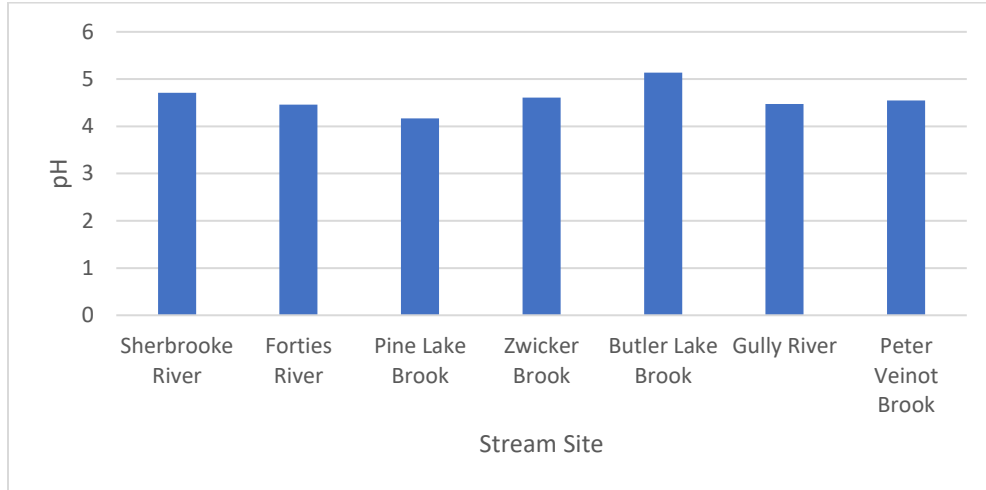 6
5
4
3
2
1
0
pH
Sherbrooke
River
Forties
River
Pine Lake
Brook
Zwicker
Brook
Butler Lake
Brook
Gully River
Peter
Veinot
Brook
Stream Site